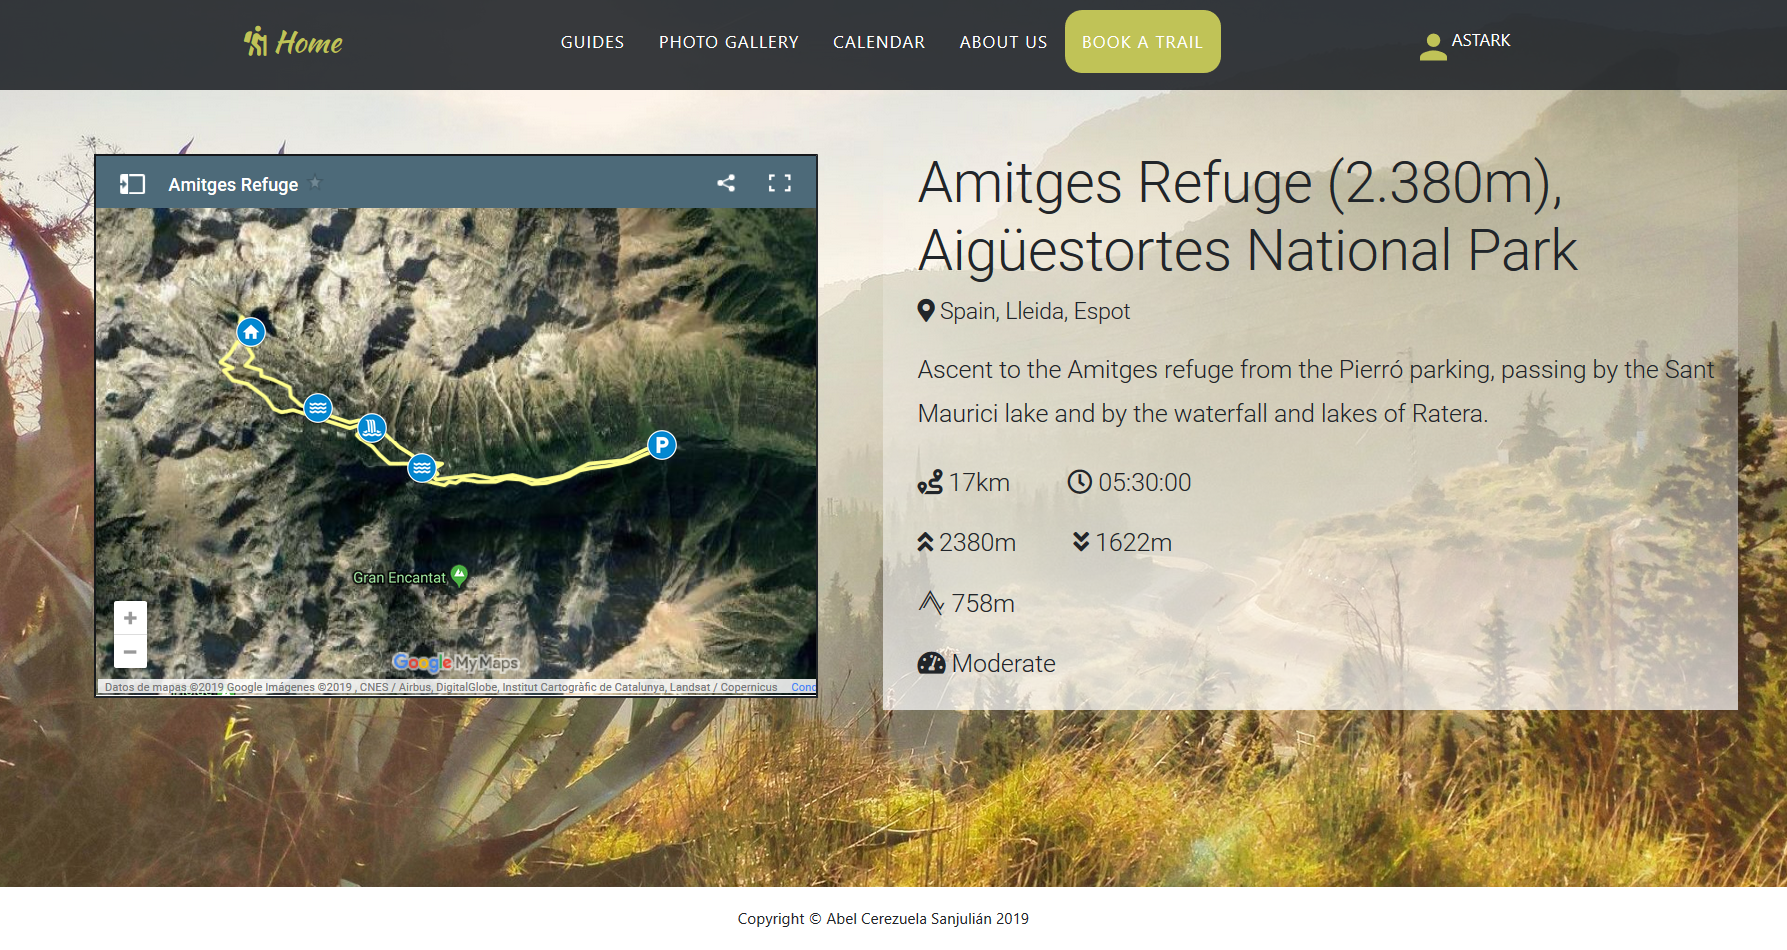 Home
GUIDES
PHOTO GALLERY
CALENDAR
ABOUT US
BOOK A TRAIL
ASTARK
Amitges Refuge
P
Gran Encantat
Google My Maps
Datos de mapas ©2019 Google Imágenes ©2019 , CNES / Airbus, DigitalGlobe, Institut Cartogràfic de Catalunya, Landsat / Copernicus
Amitges Refuge (2.380m),
Aigüestortes National Park
Spain, Lleida, Espot
Ascent to the Amitges refuge from the Pierró parking, passing by the Sant
Maurici lake and by the waterfall and lakes of Ratera.
17km
05:30:00
2380m
1622m
758m
Moderate
Copyright © Abel Cerezuela Sanjulián 2019